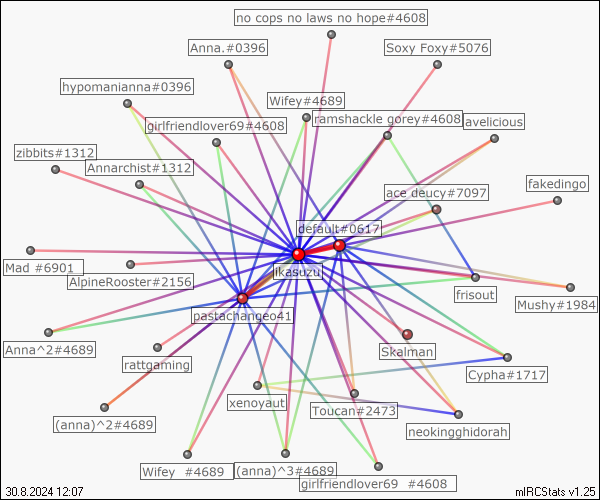 no cops no laws no hope#4608
Anna.#0396
Soxy Foxy#5076
hypomanianna#0396
Wifey#4689
girlfriendlover69#4608
ramshackle gorey#4608
avelicious
zibbits#1312
Annarchist#1312
ace deucy#7097
fakedingo
default#0617
Mad #6901
AlpineRooster#2156
likasuzu
frisout
Mushy#1984
pastachangeo41
Anna^2#4689
rattgaming
Skalman
Cypha#1717
xenoyaut
Toucan#2473
(anna)^2#4689
neokingghidorah
Wifey  #4689
(anna)^3#4689
girlfriendlover69  #4608
30.8.2024 12:07
mIRCStats v1.25